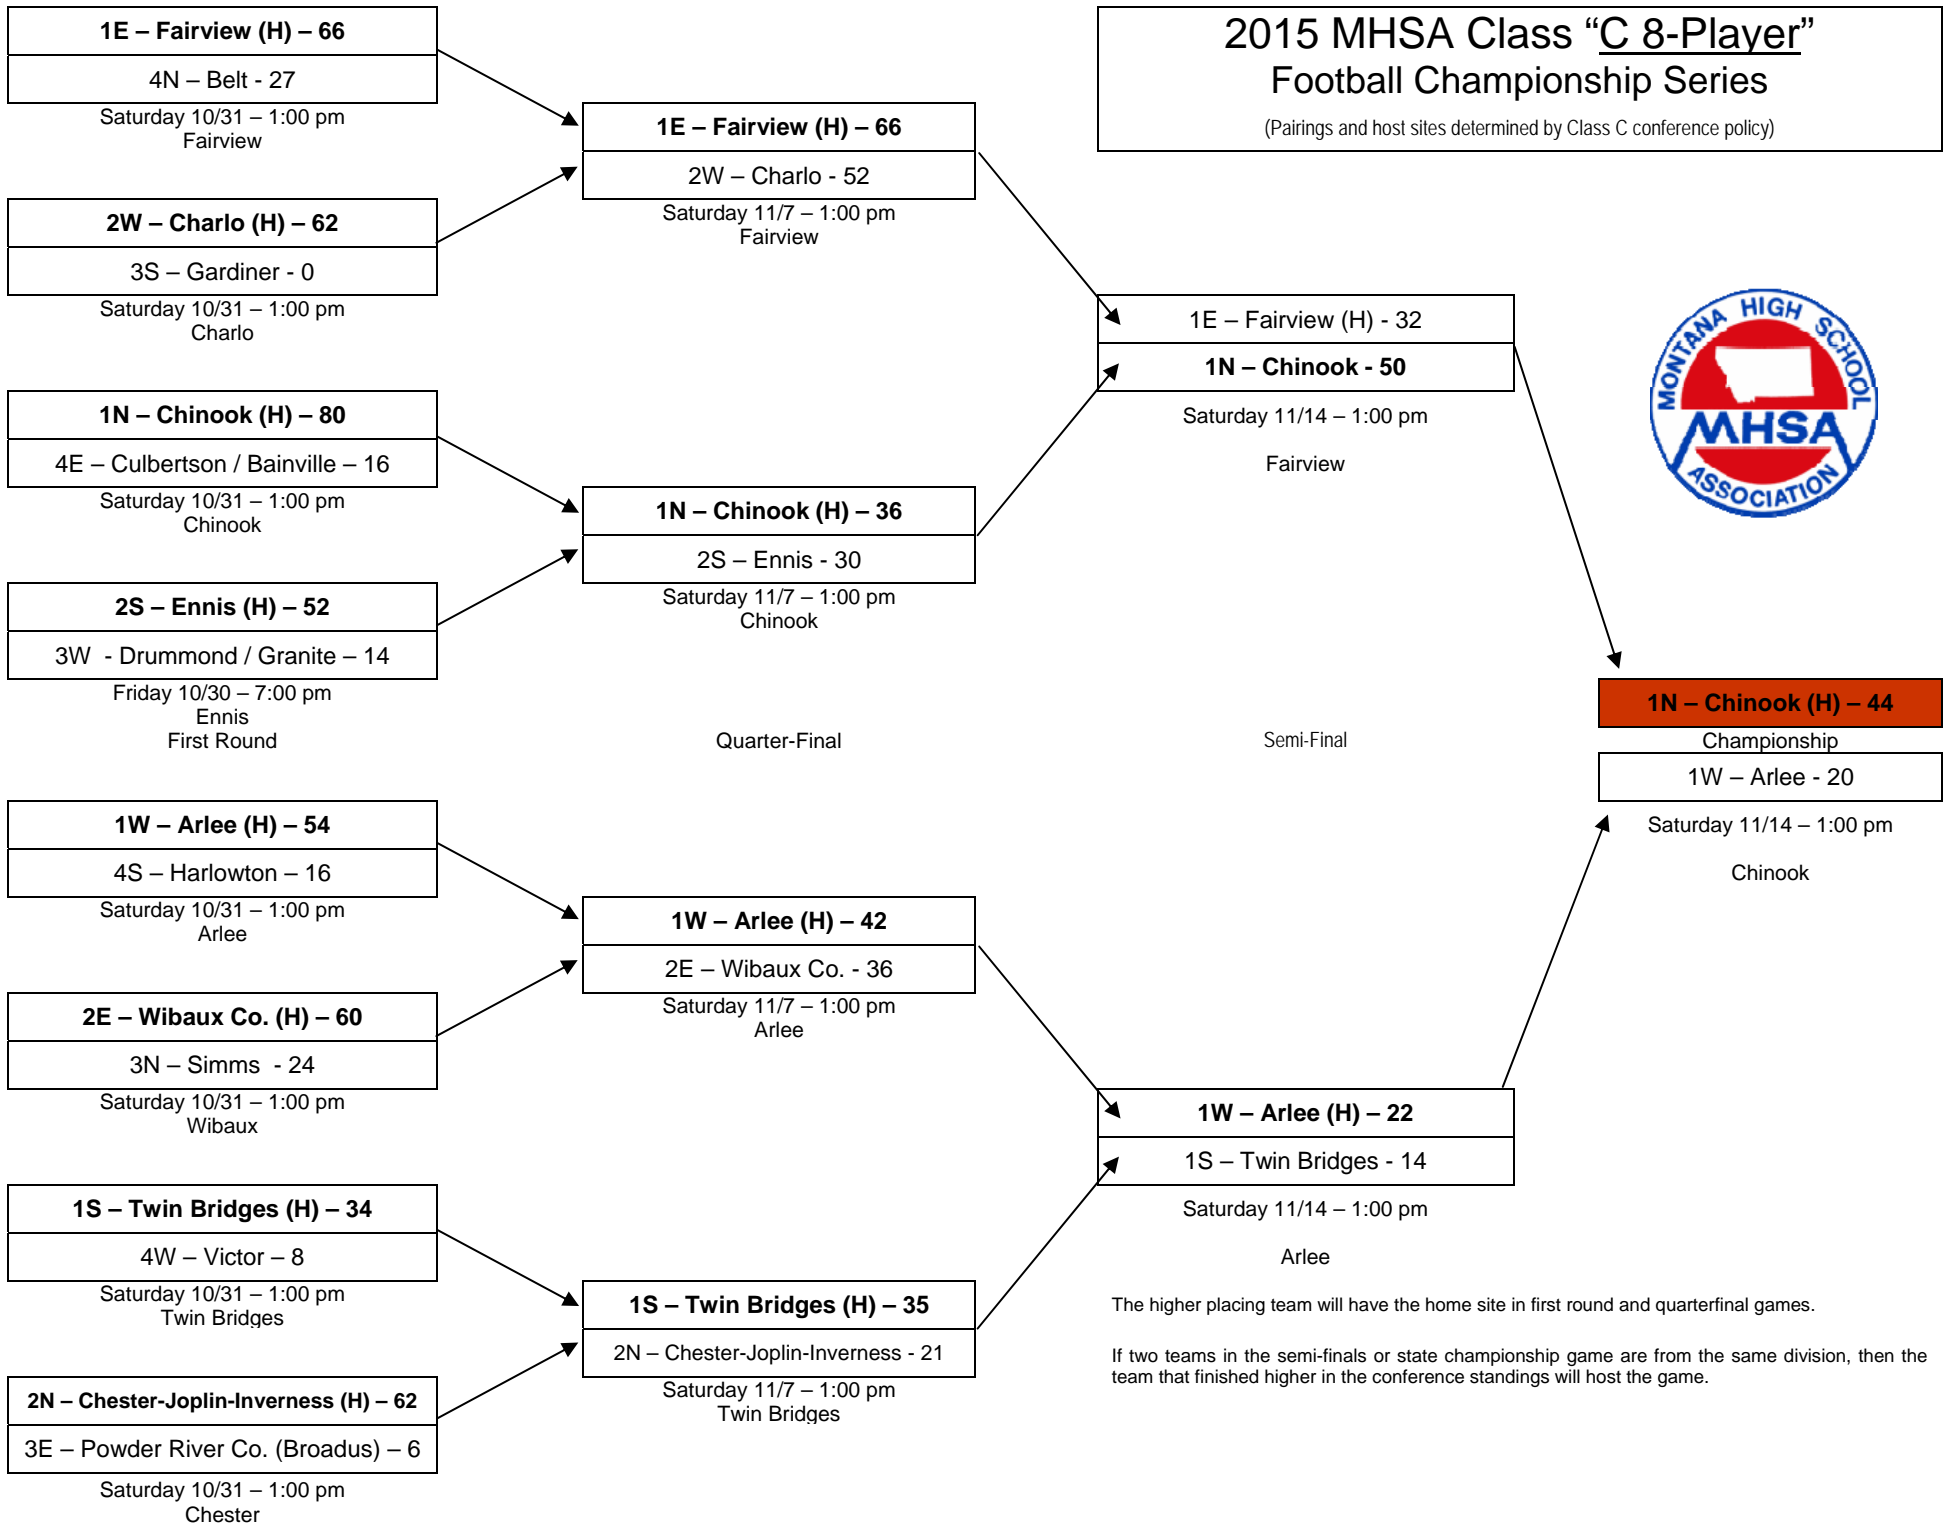 2015 MHSA Class “C 8-Player”
Football Championship Series
(Pairings and host sites determined by Class C conference policy)
1E – Fairview (H) – 66
4N – Belt - 27
Saturday 10/31 – 1:00 pm
Fairview
2W – Charlo (H) – 62
3S – Gardiner - 0
Saturday 10/31 – 1:00 pm
Charlo
1N – Chinook (H) – 80
4E – Culbertson / Bainville – 16
Saturday 10/31 – 1:00 pm
Chinook
2S – Ennis (H) – 52
3W - Drummond / Granite – 14
Friday 10/30 – 7:00 pm
Ennis
First Round
1W – Arlee (H) – 54
4S – Harlowton – 16
Saturday 10/31 – 1:00 pm
Arlee
2E – Wibaux Co. (H) – 60
3N – Simms - 24
Saturday 10/31 – 1:00 pm
Wibaux
1S – Twin Bridges (H) – 34
4W – Victor – 8
Saturday 10/31 – 1:00 pm
Twin Bridges
2N – Chester-Joplin-Inverness (H) – 62
3E – Powder River Co. (Broadus) – 6
Saturday 10/31 – 1:00 pm
Chester
1E – Fairview (H) – 66
2W – Charlo - 52
Saturday 11/7 – 1:00 pm
Fairview
1N – Chinook (H) – 36
2S – Ennis - 30
Saturday 11/7 – 1:00 pm
Chinook
Quarter-Final
1W – Arlee (H) – 42
2E – Wibaux Co. - 36
Saturday 11/7 – 1:00 pm
Arlee
1S – Twin Bridges (H) – 35
2N – Chester-Joplin-Inverness - 21
Saturday 11/7 – 1:00 pm
Twin Bridges
1E – Fairview (H) - 32
1N – Chinook - 50
Saturday 11/14 – 1:00 pm
Fairview
Semi-Final
1W – Arlee (H) – 22
1S – Twin Bridges - 14
Saturday 11/14 – 1:00 pm
Arlee
MONTANA HIGH SCHOOL
MHSA
ASSOCIATION
1N – Chinook (H) – 44
Championship
1W – Arlee - 20
Saturday 11/14 – 1:00 pm
Chinook
The higher placing team will have the home site in first round and quarterfinal games.
If two teams in the semi-finals or state championship game are from the same division, then the
team that finished higher in the conference standings will host the game.